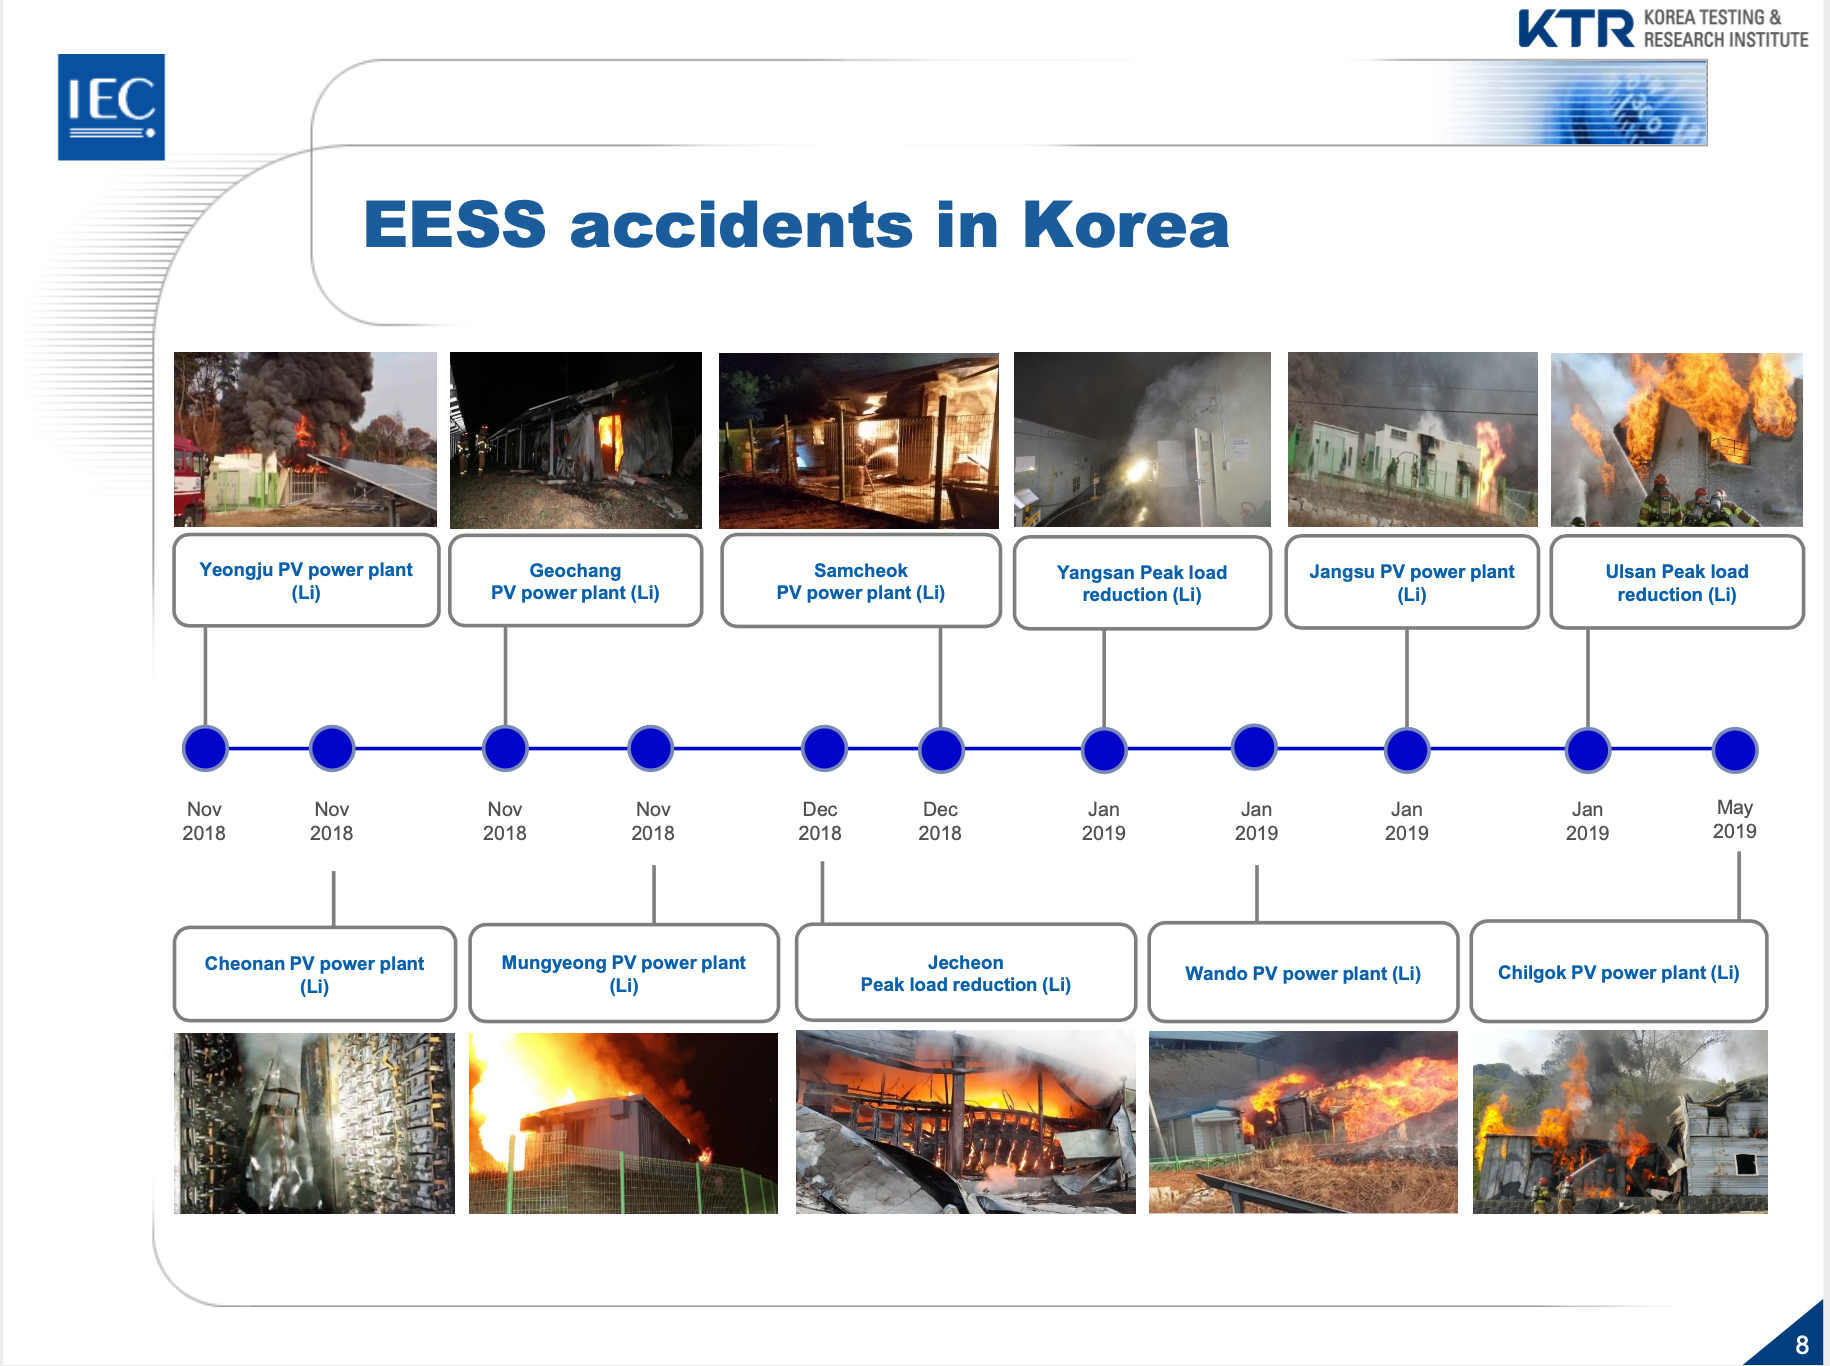 KTR KOREA TESTING &
RESEARCH INSTITUTE
IEC
EESS accidents in Korea
Yeongju PV power plant
(Li)
Geochang
PV power plant (Li)
Samcheok
PV power plant (Li)
Yangsan Peak load
reduction (Li)
Jangsu PV power plant
(Li)
Ulsan Peak load
reduction (Li)
Nov
2018
Nov
2018
Nov
2018
Nov
2018
Dec
2018
Dec
2018
Jan
2019
Jan
2019
Jan
2019
Jan
2019
May
2019
Cheonan PV power plant
(Li)
Mungyeong PV power plant
(Li)
Jecheon
Peak load reduction (Li)
Wando PV power plant (Li)
Chilgok PV power plant (Li)
8